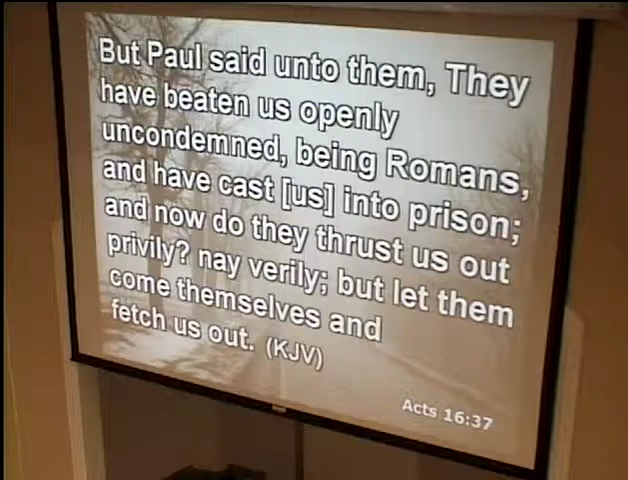 But Paul said unto them, They
have beaten us openly
uncondemned, being Romans,
and have cast [us] into prison;
and now do they thrust us out
privily? nay verily; but let them
come themselves and
fetch us out. (KJV)
Acts 16:37